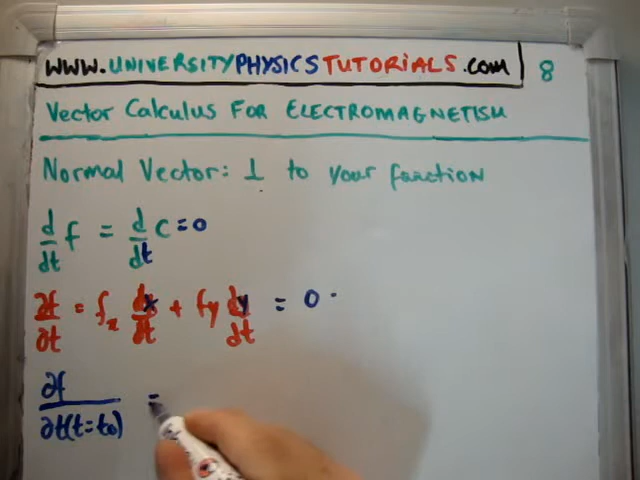 WWW.UNIVERSITYPHYSICSTUTORIALS.COM 8
Vector Calculus For ELECTROMAGNETISM
Normal Vector: ⊥ to your function
d/dt f = d/dt c = 0
∂f/∂t = fx dx/dt + fy dy/dt = 0
∂f/∂t(t=t0) =